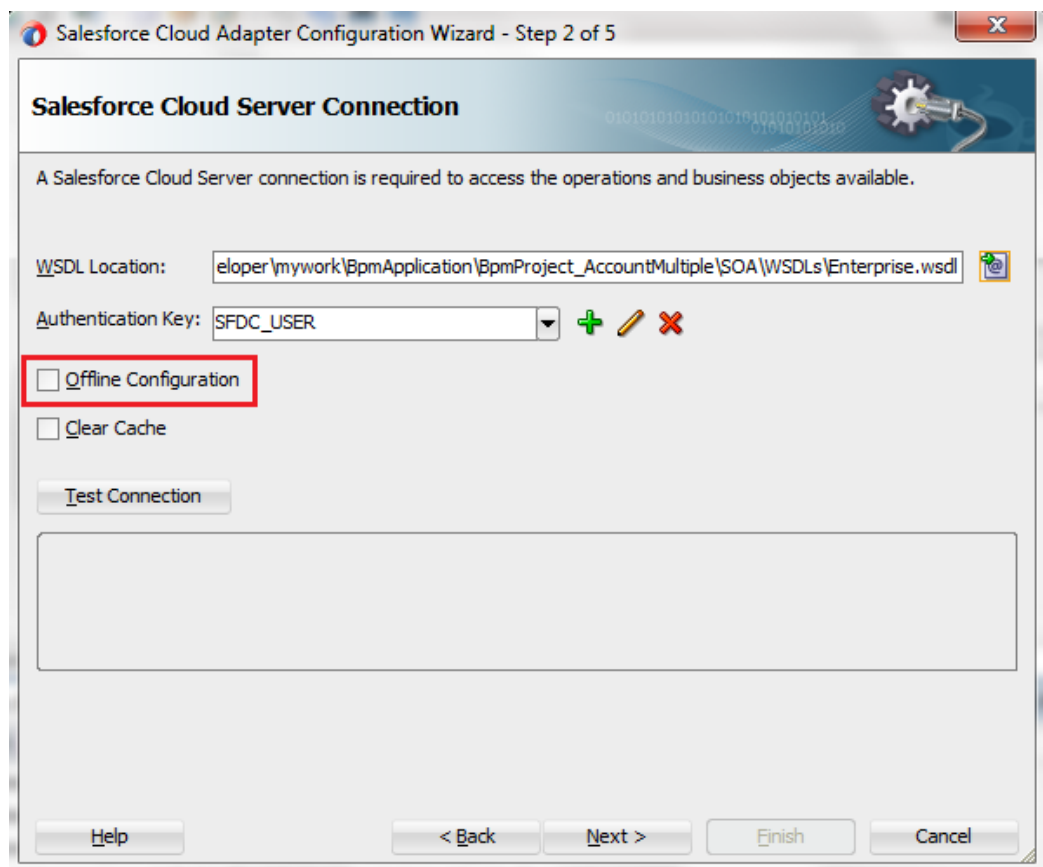 Salesforce Cloud Adapter Configuration Wizard - Step 2 of 5
Salesforce Cloud Server Connection
A Salesforce Cloud Server connection is required to access the operations and business objects available.
WSDL Location: eloper\mywork\BpmApplication\BpmProject_AccountMultiple\SOA\WSDLs\Enterprise.wsdl
Authentication Key: SFDC_USER
Offline Configuration
Clear Cache
Test Connection
Help < Back Next > Finish Cancel